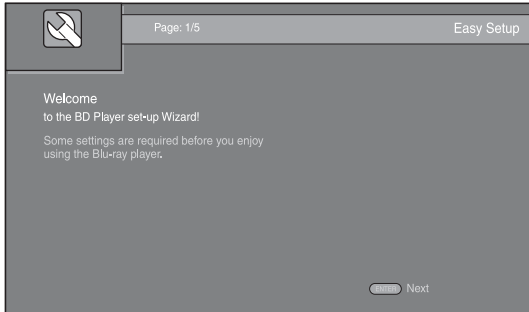 Page: 1/5
Easy Setup
Welcome
to the BD Player set-up Wizard!
Some settings are required before you enjoy
using the Blu-ray player.
ENTER Next